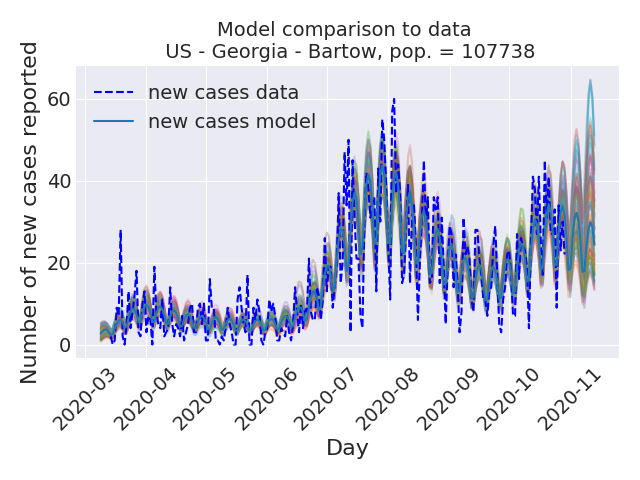 Model comparison to data
US - Georgia - Bartow, pop. = 107738
Number of new cases reported
60
40
20
0
new cases data
new cases model
2020-03
2020-04
2020-05
2020-06
2020-07
2020-08
2020-09
2020-10
2020-11
Day